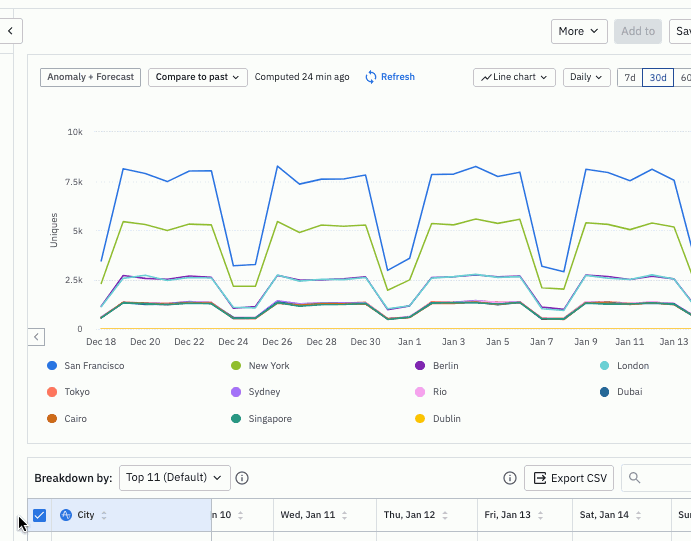 More Add to Sav
Anomaly + Forecast Compare to past Computed 24 min ago Refresh Line chart Daily 7d 30d 60
10k
7.5k
5k
2.5k
0
Uniques
Dec 18 Dec 20 Dec 22 Dec 24 Dec 26 Dec 28 Dec 30 Jan 1 Jan 3 Jan 5 Jan 7 Jan 9 Jan 11 Jan 13
San Francisco New York Berlin London
Tokyo Sydney Rio Dubai
Cairo Singapore Dublin
Breakdown by: Top 11 (Default) Export CSV
City n 10 Wed, Jan 11 Thu, Jan 12 Fri, Jan 13 Sat, Jan 14 Sun